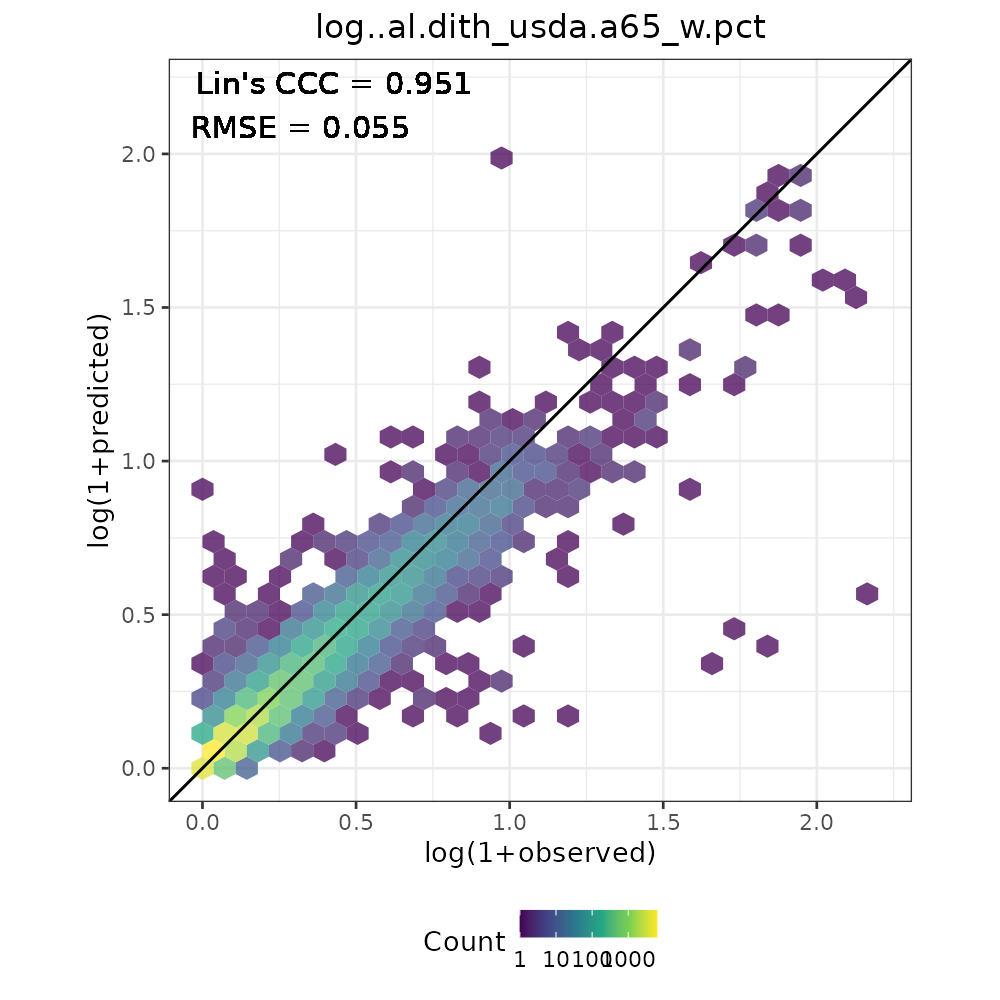 log..al.dith_usda.a65_w.pct
Lin's CCC = 0.951
RMSE = 0.055
log(1+predicted)
2.0
1.5
1.0
0.5
0.0
0.0 0.5 1.0 1.5 2.0
log(1+observed)
Count
1 10 100 1000